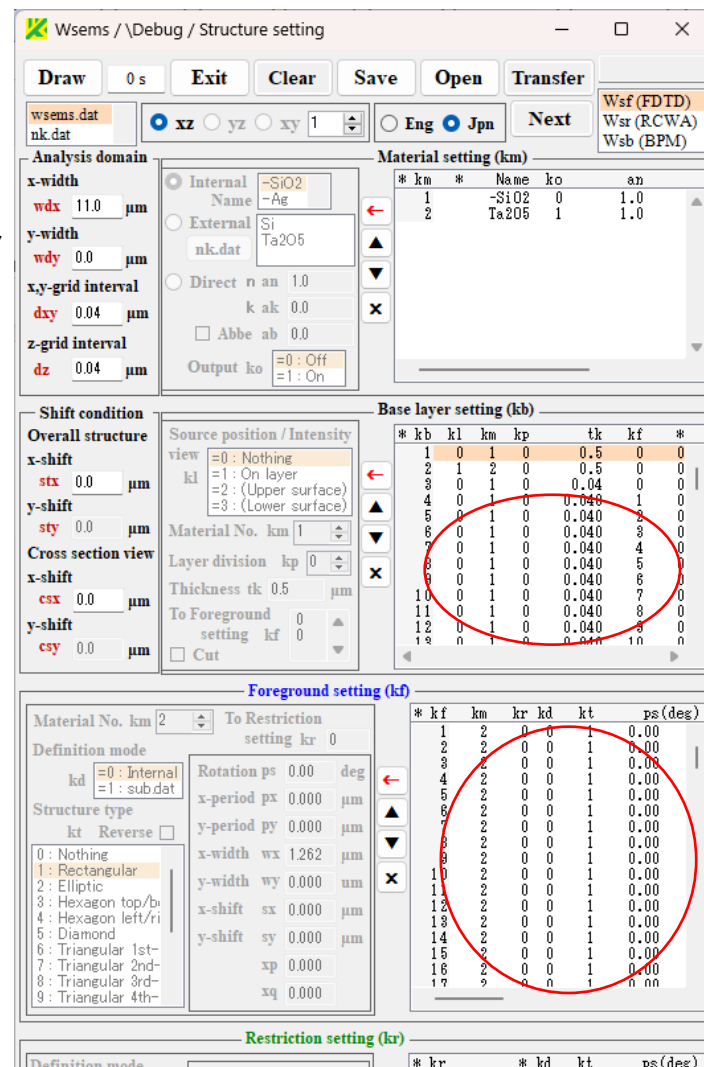 Wsems / \Debug / Structure setting
Draw 0 s Exit Clear Save Open Transfer
wsems.dat
nk.dat
xz yz xy 1
Eng Jpn
Next
Wsf (FDTD)
Wsr (RCWA)
Wsb (BPM)
Analysis domain
x-width
wdx 11.0 μm
y-width
wdy 0.0 μm
x,y-grid interval
dxy 0.04 μm
z-grid interval
dz 0.04 μm
Internal Name
-SiO2
-Ag
External
nk.dat
Si
Ta2O5
Direct n an 1.0
k ak 0.0
Abbe ab 0.0
Output ko
=0 : Off
=1 : On
Material setting (km)
* km * Name ko an
1 -SiO2 0 1.0
2 Ta2O5 1 1.0
Shift condition
Overall structure
x-shift
stx 0.0 μm
y-shift
sty 0.0 μm
Cross section view
x-shift
csx 0.0 μm
y-shift
csy 0.0 μm
Source position / Intensity
view
kl
=0 : Nothing
=1 : On layer
=2 : (Upper surface)
=3 : (Lower surface)
Material No. km 1
Layer division kp 0
Thickness tk 0.5 μm
To Foreground
setting kf 0
0
Cut
Base layer setting (kb)
* kb kl km kp tk kf *
1 0 1 0 0.5 0 0
2 1 2 0 0.5 0 0
3 0 1 0 0.04 0 0
4 0 1 0 0.040 1 0
5 0 1 0 0.040 2 0
6 0 1 0 0.040 3 0
7 0 1 0 0.040 4 0
8 0 1 0 0.040 5 0
9 0 1 0 0.040 6 0
10 0 1 0 0.040 7 0
11 0 1 0 0.040 8 0
12 0 1 0 0.040 9 0
13 0 1 0 0.040 10 0
Foreground setting (kf)
Material No. km 2
Definition mode
kd
=0 : Internal
=1 : sub.dat
Structure type
kt Reverse
0 : Nothing
1 : Rectangular
2 : Elliptic
3 : Hexagon top/b
4 : Hexagon left/ri
5 : Diamond
6 : Triangular 1st-
7 : Triangular 2nd-
8 : Triangular 3rd-
9 : Triangular 4th-
To Restriction
setting kr 0
Rotation ps 0.00 deg
x-period px 0.000 μm
y-period py 0.000 μm
x-width wx 1.262 μm
y-width wy 0.000 um
x-shift sx 0.000 μm
y-shift sy 0.000 μm
xp 0.000
xq 0.000
* kf km kr kd kt ps(deg)
1 2 0 0 1 0.00
2 2 0 0 1 0.00
3 2 0 0 1 0.00
4 2 0 0 1 0.00
5 2 0 0 1 0.00
6 2 0 0 1 0.00
7 2 0 0 1 0.00
8 2 0 0 1 0.00
9 2 0 0 1 0.00
10 2 0 0 1 0.00
11 2 0 0 1 0.00
12 2 0 0 1 0.00
13 2 0 0 1 0.00
14 2 0 0 1 0.00
15 2 0 0 1 0.00
16 2 0 0 1 0.00
17 2 0 0 1 0.00
Restriction setting (kr)
Definition mode
* kr * kd kt ps(deg)